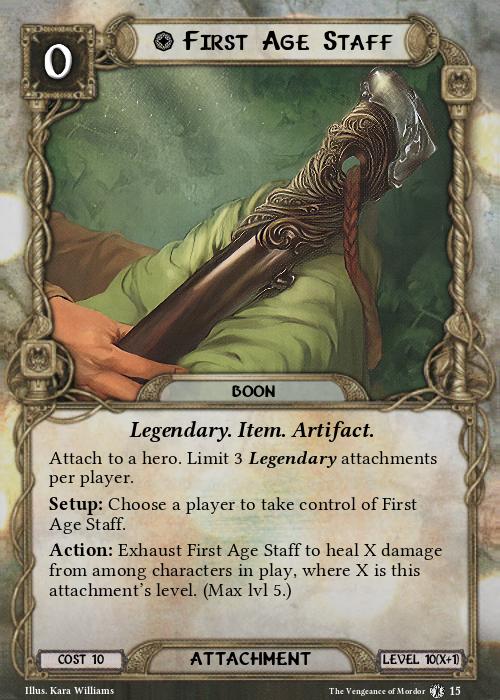 0
First Age Staff
BOON
Legendary. Item. Artifact.
Attach to a hero. Limit 3 Legendary attachments
per player.
Setup: Choose a player to take control of First
Age Staff.
Action: Exhaust First Age Staff to heal X damage
from among characters in play, where X is this
attachment's level. (Max lvl 5.)
COST 10
ATTACHMENT
LEVEL 10(X+1)
Illus. Kara Williams
The Vengeance of Mordor 15